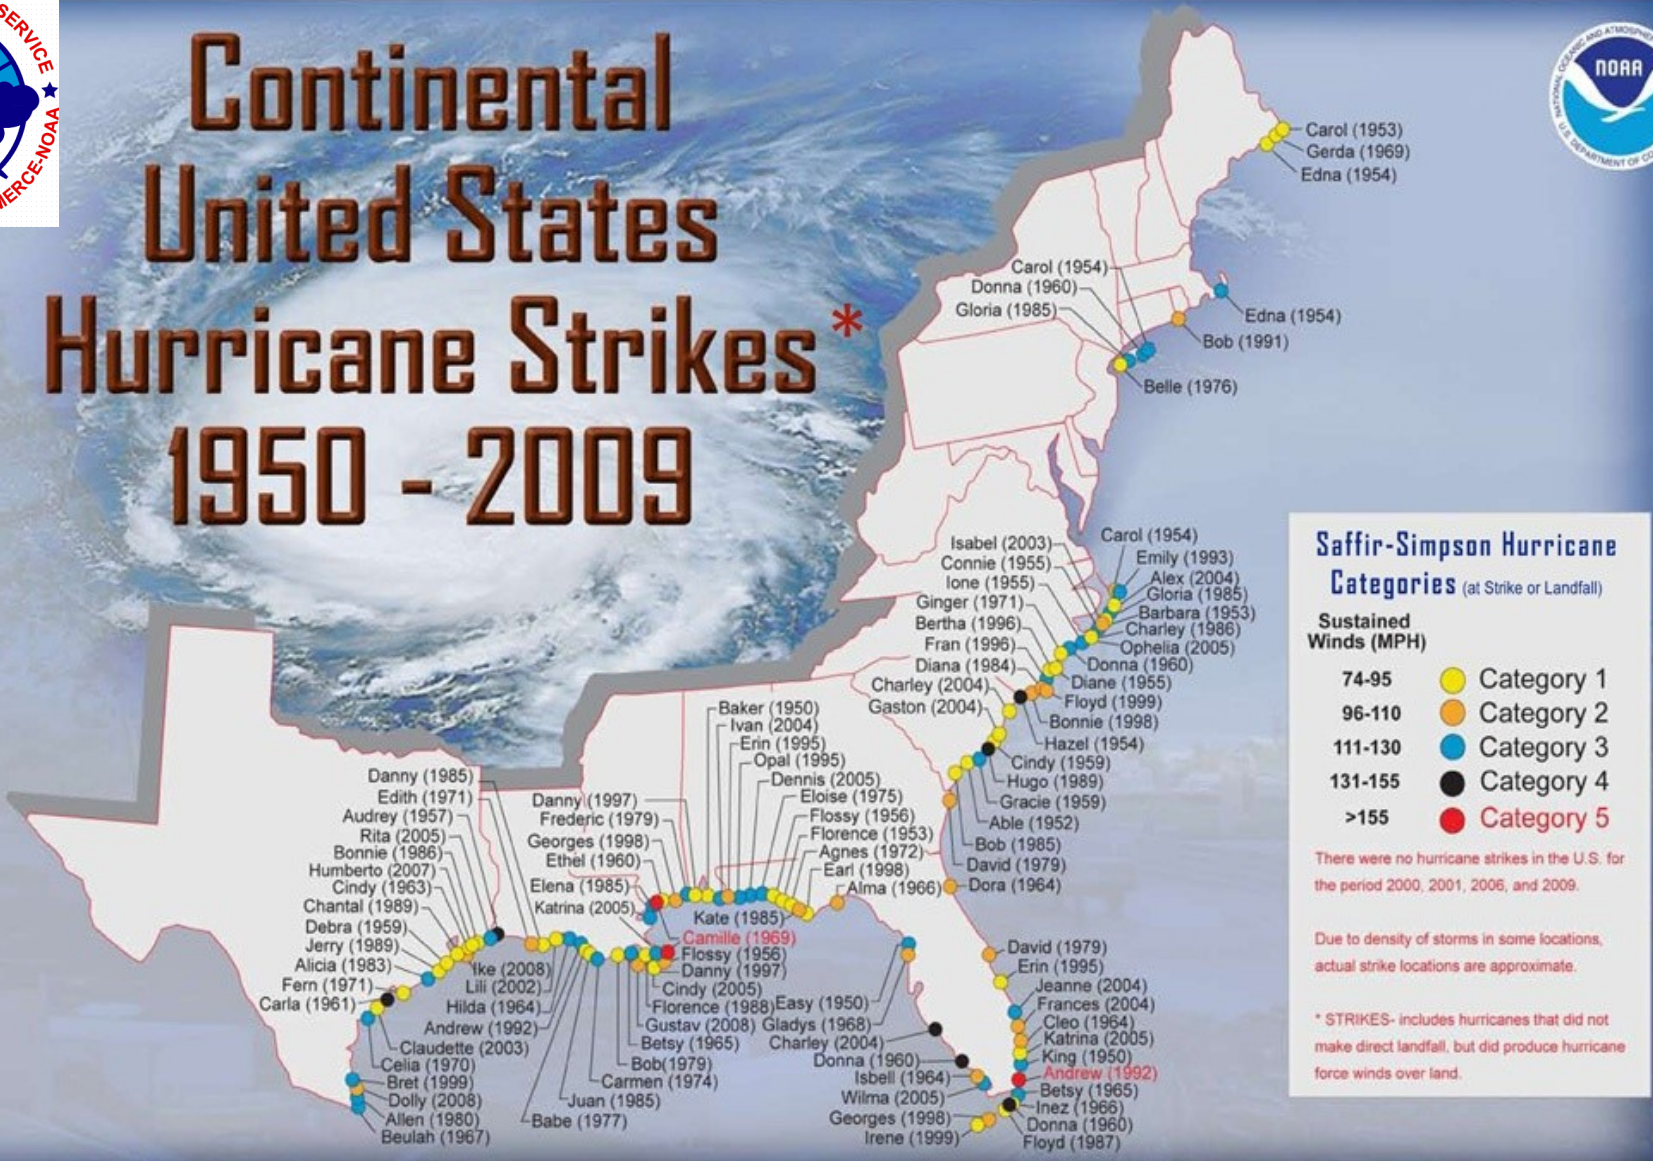 SERVICE
MERCE-NOAA
Continental
United States
Hurricane Strikes *
1950 - 2009
NOAA
NATIONAL OCEANIC AND ATMOSPHE
U.S. DEPARTMENT OF CO
Carol (1953)
Gerda (1969)
Edna (1954)
Carol (1954)
Donna (1960)
Gloria (1985)
Edna (1954)
Bob (1991)
Belle (1976)
Isabel (2003)
Connie (1955)
Ione (1955)
Ginger (1971)
Bertha (1996)
Fran (1996)
Diana (1984)
Charley (2004)
Gaston (2004)
Carol (1954)
Emily (1993)
Alex (2004)
Gloria (1985)
Barbara (1953)
Charley (1986)
Ophelia (2005)
Donna (1960)
Diane (1955)
Floyd (1999)
Bonnie (1998)
Hazel (1954)
Cindy (1959)
Hugo (1989)
Gracie (1959)
Able (1952)
Bob (1985)
David (1979)
Dora (1964)
Baker (1950)
Ivan (2004)
Erin (1995)
Opal (1995)
Dennis (2005)
Eloise (1975)
Flossy (1956)
Florence (1953)
Agnes (1972)
Earl (1998)
Alma (1966)
Danny (1997)
Frederic (1979)
Georges (1998)
Ethel (1960)
Elena (1985)
Katrina (2005)
Kate (1985)
Camille (1969)
Flossy (1956)
Danny (1997)
Cindy (2005)
Florence (1988)
Gustav (2008)
Betsy (1965)
Bob(1979)
Carmen (1974)
Juan (1985)
Babe (1977)
Danny (1985)
Edith (1971)
Audrey (1957)
Rita (2005)
Bonnie (1986)
Humberto (2007)
Cindy (1963)
Chantal (1989)
Debra (1959)
Jerry (1989)
Alicia (1983)
Fern (1971)
Carla (1961)
Ike (2008)
Lili (2002)
Hilda (1964)
Andrew (1992)
Claudette (2003)
Celia (1970)
Bret (1999)
Dolly (2008)
Allen (1980)
Beulah (1967)
Easy (1950)
Gladys (1968)
Charley (2004)
Donna (1960)
Isbell (1964)
Wilma (2005)
Georges (1998)
Irene (1999)
David (1979)
Erin (1995)
Jeanne (2004)
Frances (2004)
Cleo (1964)
Katrina (2005)
King (1950)
Andrew (1992)
Betsy (1965)
Inez (1966)
Donna (1960)
Floyd (1987)
Saffir-Simpson Hurricane
Categories (at Strike or Landfall)
Sustained
Winds (MPH)
74-95 Category 1
96-110 Category 2
111-130 Category 3
131-155 Category 4
>155 Category 5
There were no hurricane strikes in the U.S. for
the period 2000, 2001, 2006, and 2009.
Due to density of storms in some locations,
actual strike locations are approximate.
* STRIKES- includes hurricanes that did not
make direct landfall, but did produce hurricane
force winds over land.